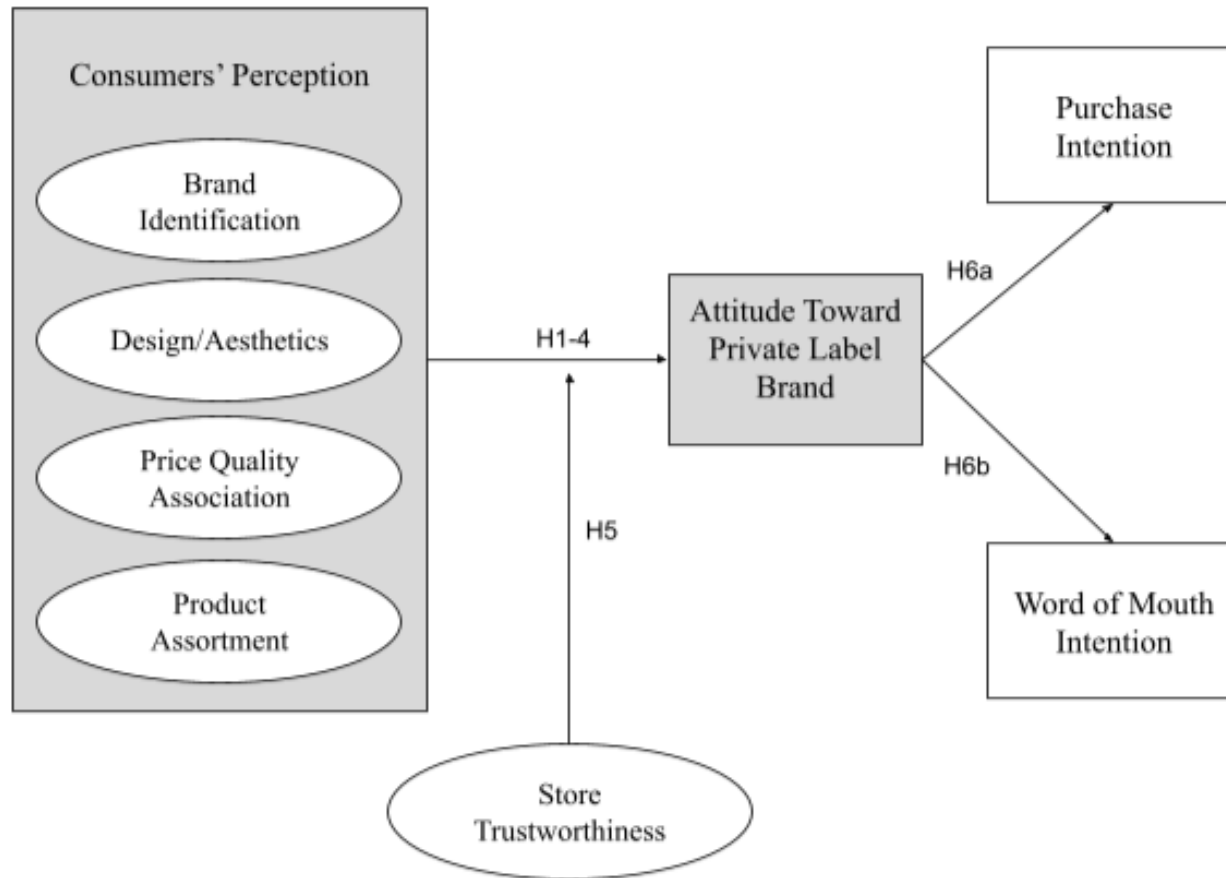 Consumers’ Perception
Brand
Identification
Design/Aesthetics
Price Quality
Association
Product
Assortment
H1-4
H5
Store
Trustworthiness
Attitude Toward
Private Label
Brand
H6a
H6b
Purchase
Intention
Word of Mouth
Intention